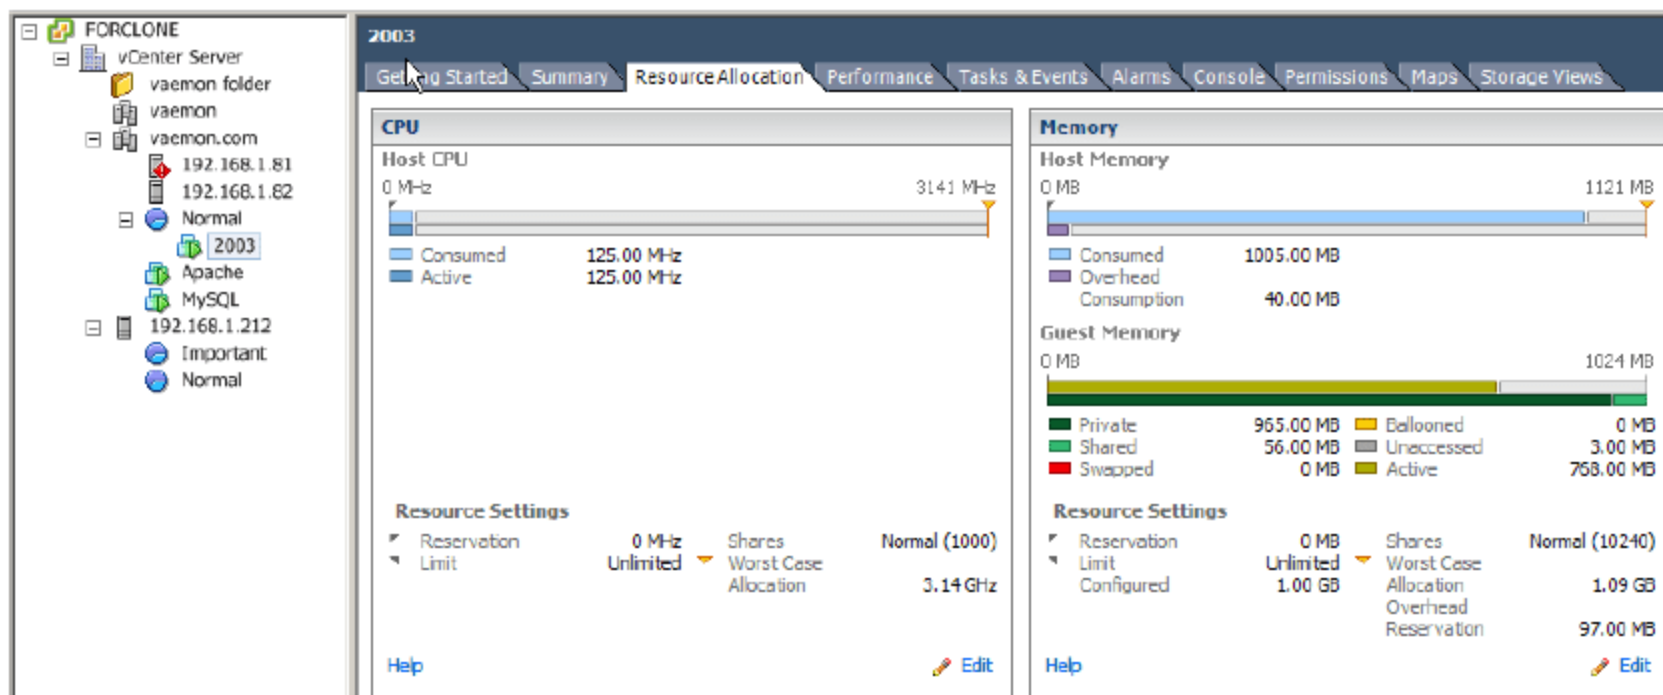 FORCLONE
vCenter Server
vaemon folder
vaemon
vaemon.com
192.168.1.81
192.168.1.82
Normal
2003
Apache
MySQL
192.168.1.212
Important
Normal
2003
Getting Started Summary Resource Allocation Performance Tasks & Events Alarms Console Permissions Maps Storage Views
CPU
Host CPU
0 MHz 3141 MHz
Consumed 125.00 MHz
Active 125.00 MHz
Resource Settings
Reservation 0 MHz Shares Normal (1000)
Limit Unlimited Worst Case
Allocation 3.14 GHz
Help Edit
Memory
Host Memory
0 MB 1121 MB
Consumed 1005.00 MB
Overhead
Consumption 40.00 MB
Guest Memory
0 MB 1024 MB
Private 965.00 MB Ballooned 0 MB
Shared 56.00 MB Unaccessed 3.00 MB
Swapped 0 MB Active 768.00 MB
Resource Settings
Reservation 0 MB Shares Normal (10240)
Limit Unlimited Worst Case
Configured 1.00 GB Allocation 1.09 GB
Overhead
Reservation 97.00 MB
Help Edit